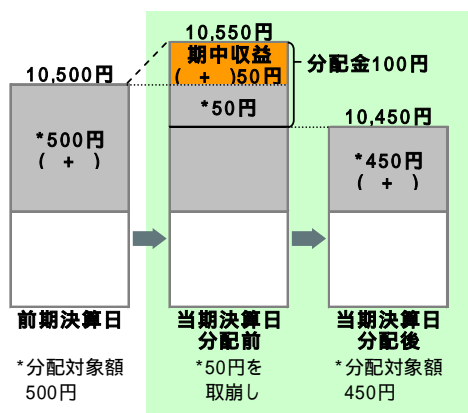 10,550円
期中収益
( + )50円
分配金100円
10,500円
*50円
10,450円
*500円
( + )
*450円
( + )
前期決算日
当期決算日
分配前
当期決算日
分配後
*分配対象額
500円
*50円を
取崩し
*分配対象額
450円